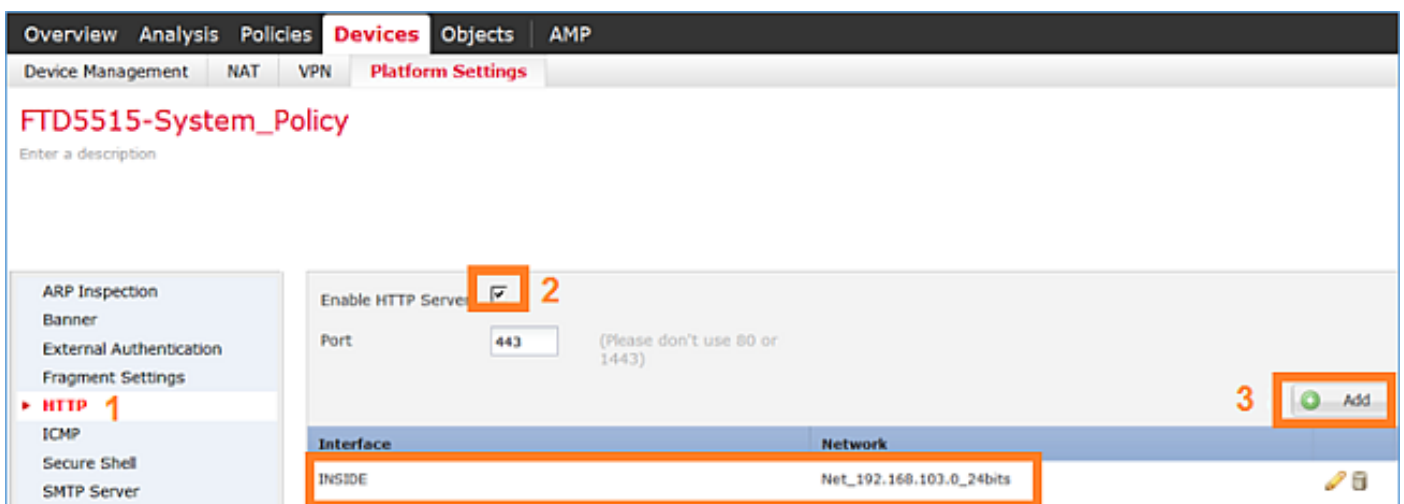 Overview Analysis Policies Devices Objects AMP
Device Management NAT VPN Platform Settings
FTD5515-System_Policy
Enter a description
ARP Inspection
Banner
External Authentication
Fragment Settings
HTTP 1
ICMP
Secure Shell
SMTP Server
Enable HTTP Server 2
Port 443 (Please don't use 80 or
1443)
3 Add
Interface Network
INSIDE Net_192.168.103.0_24bits